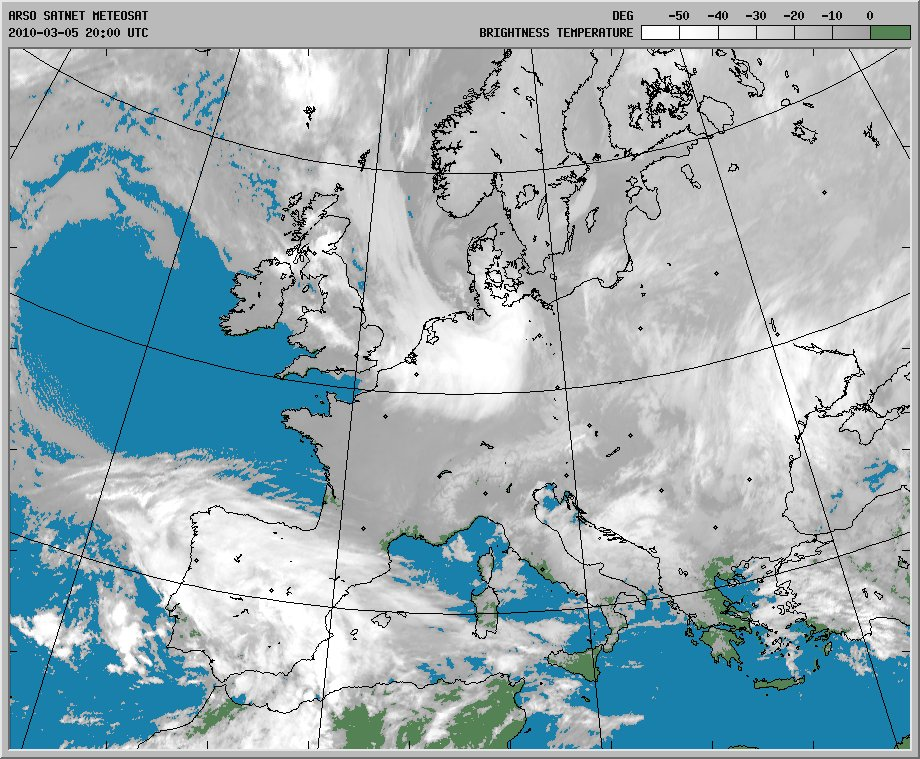 ARSO SATNET METEOSAT
2010-03-05 20:00 UTC
DEG -50 -40 -30 -20 -10 0
BRIGHTNESS TEMPERATURE